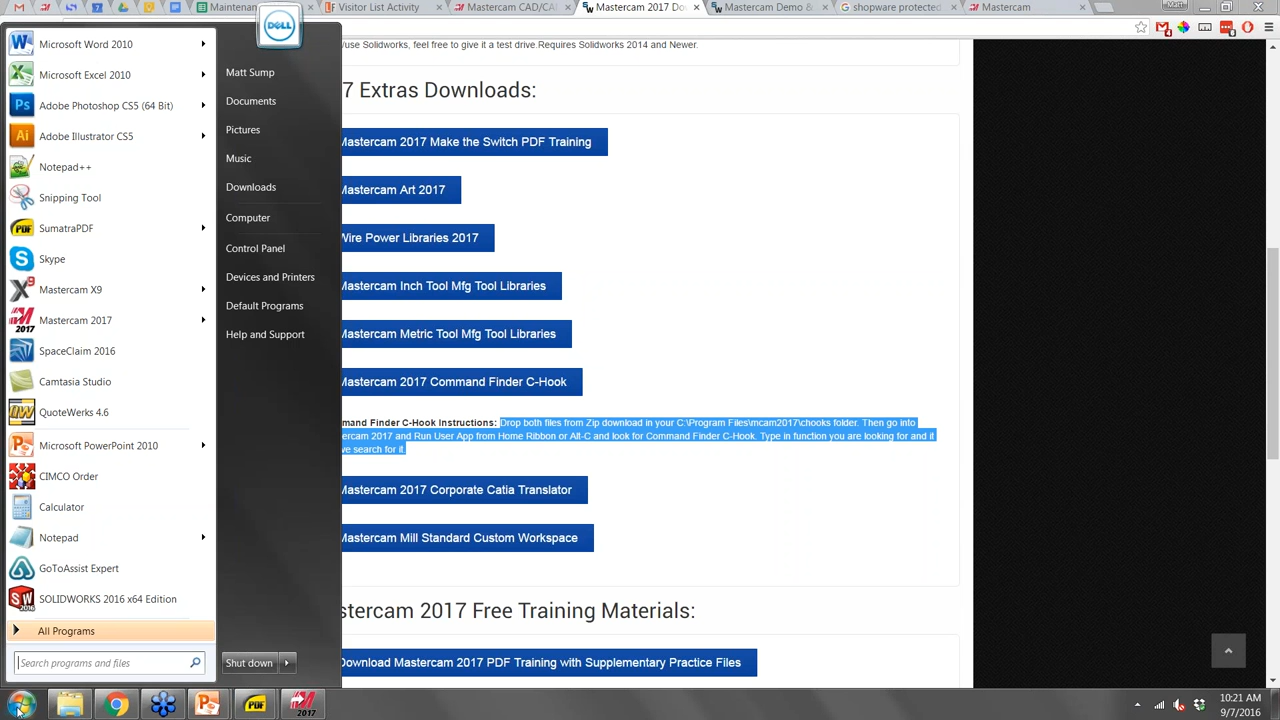 Maintenan
Visitor List Activity
Mastercam CAD/CA
Mastercam 2017 Do
Mastercam Demo &
shopware protected
Mastercam
/use Solidworks, feel free to give it a test drive.Requires Solidworks 2014 and Newer.
7 Extras Downloads:
Mastercam 2017 Make the Switch PDF Training
Mastercam Art 2017
Wire Power Libraries 2017
Mastercam Inch Tool Mfg Tool Libraries
Mastercam Metric Tool Mfg Tool Libraries
Mastercam 2017 Command Finder C-Hook
mand Finder C-Hook Instructions: Drop both files from Zip download in your C:\Program Files\mcam2017\chooks folder. Then go into
ercam 2017 and Run User App from Home Ribbon or Alt-C and look for Command Finder C-Hook. Type in function you are looking for and it
ve search for it.
Mastercam 2017 Corporate Catia Translator
Mastercam Mill Standard Custom Workspace
stercam 2017 Free Training Materials:
Download Mastercam 2017 PDF Training with Supplementary Practice Files
DELL
Microsoft Word 2010
Microsoft Excel 2010
Adobe Photoshop CS5 (64 Bit)
Adobe Illustrator CS5
Notepad++
Snipping Tool
SumatraPDF
Skype
Mastercam X9
Mastercam 2017
SpaceClaim 2016
Camtasia Studio
QuoteWerks 4.6
Microsoft PowerPoint 2010
CIMCO Order
Calculator
Notepad
GoToAssist Expert
SOLIDWORKS 2016 x64 Edition
All Programs
Search programs and files
Matt Sump
Documents
Pictures
Music
Downloads
Computer
Control Panel
Devices and Printers
Default Programs
Help and Support
Shut down
10:21 AM
9/7/2016